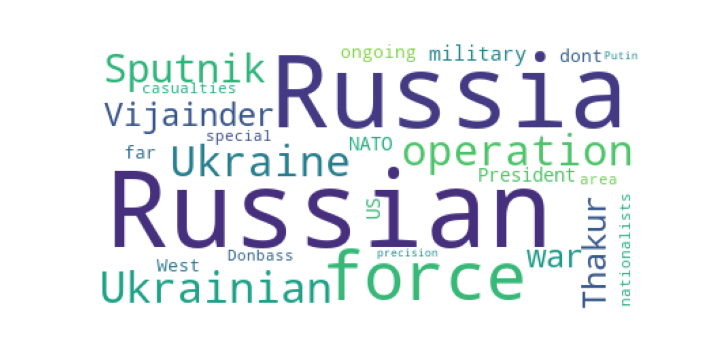 ongoing military dont Putin
Sputnik Russia
casualties
Vijainder
special
far Ukraine NATO operation
President area
Russian US
Thakur nationalists
West Donbass precision war
Ukrainian force